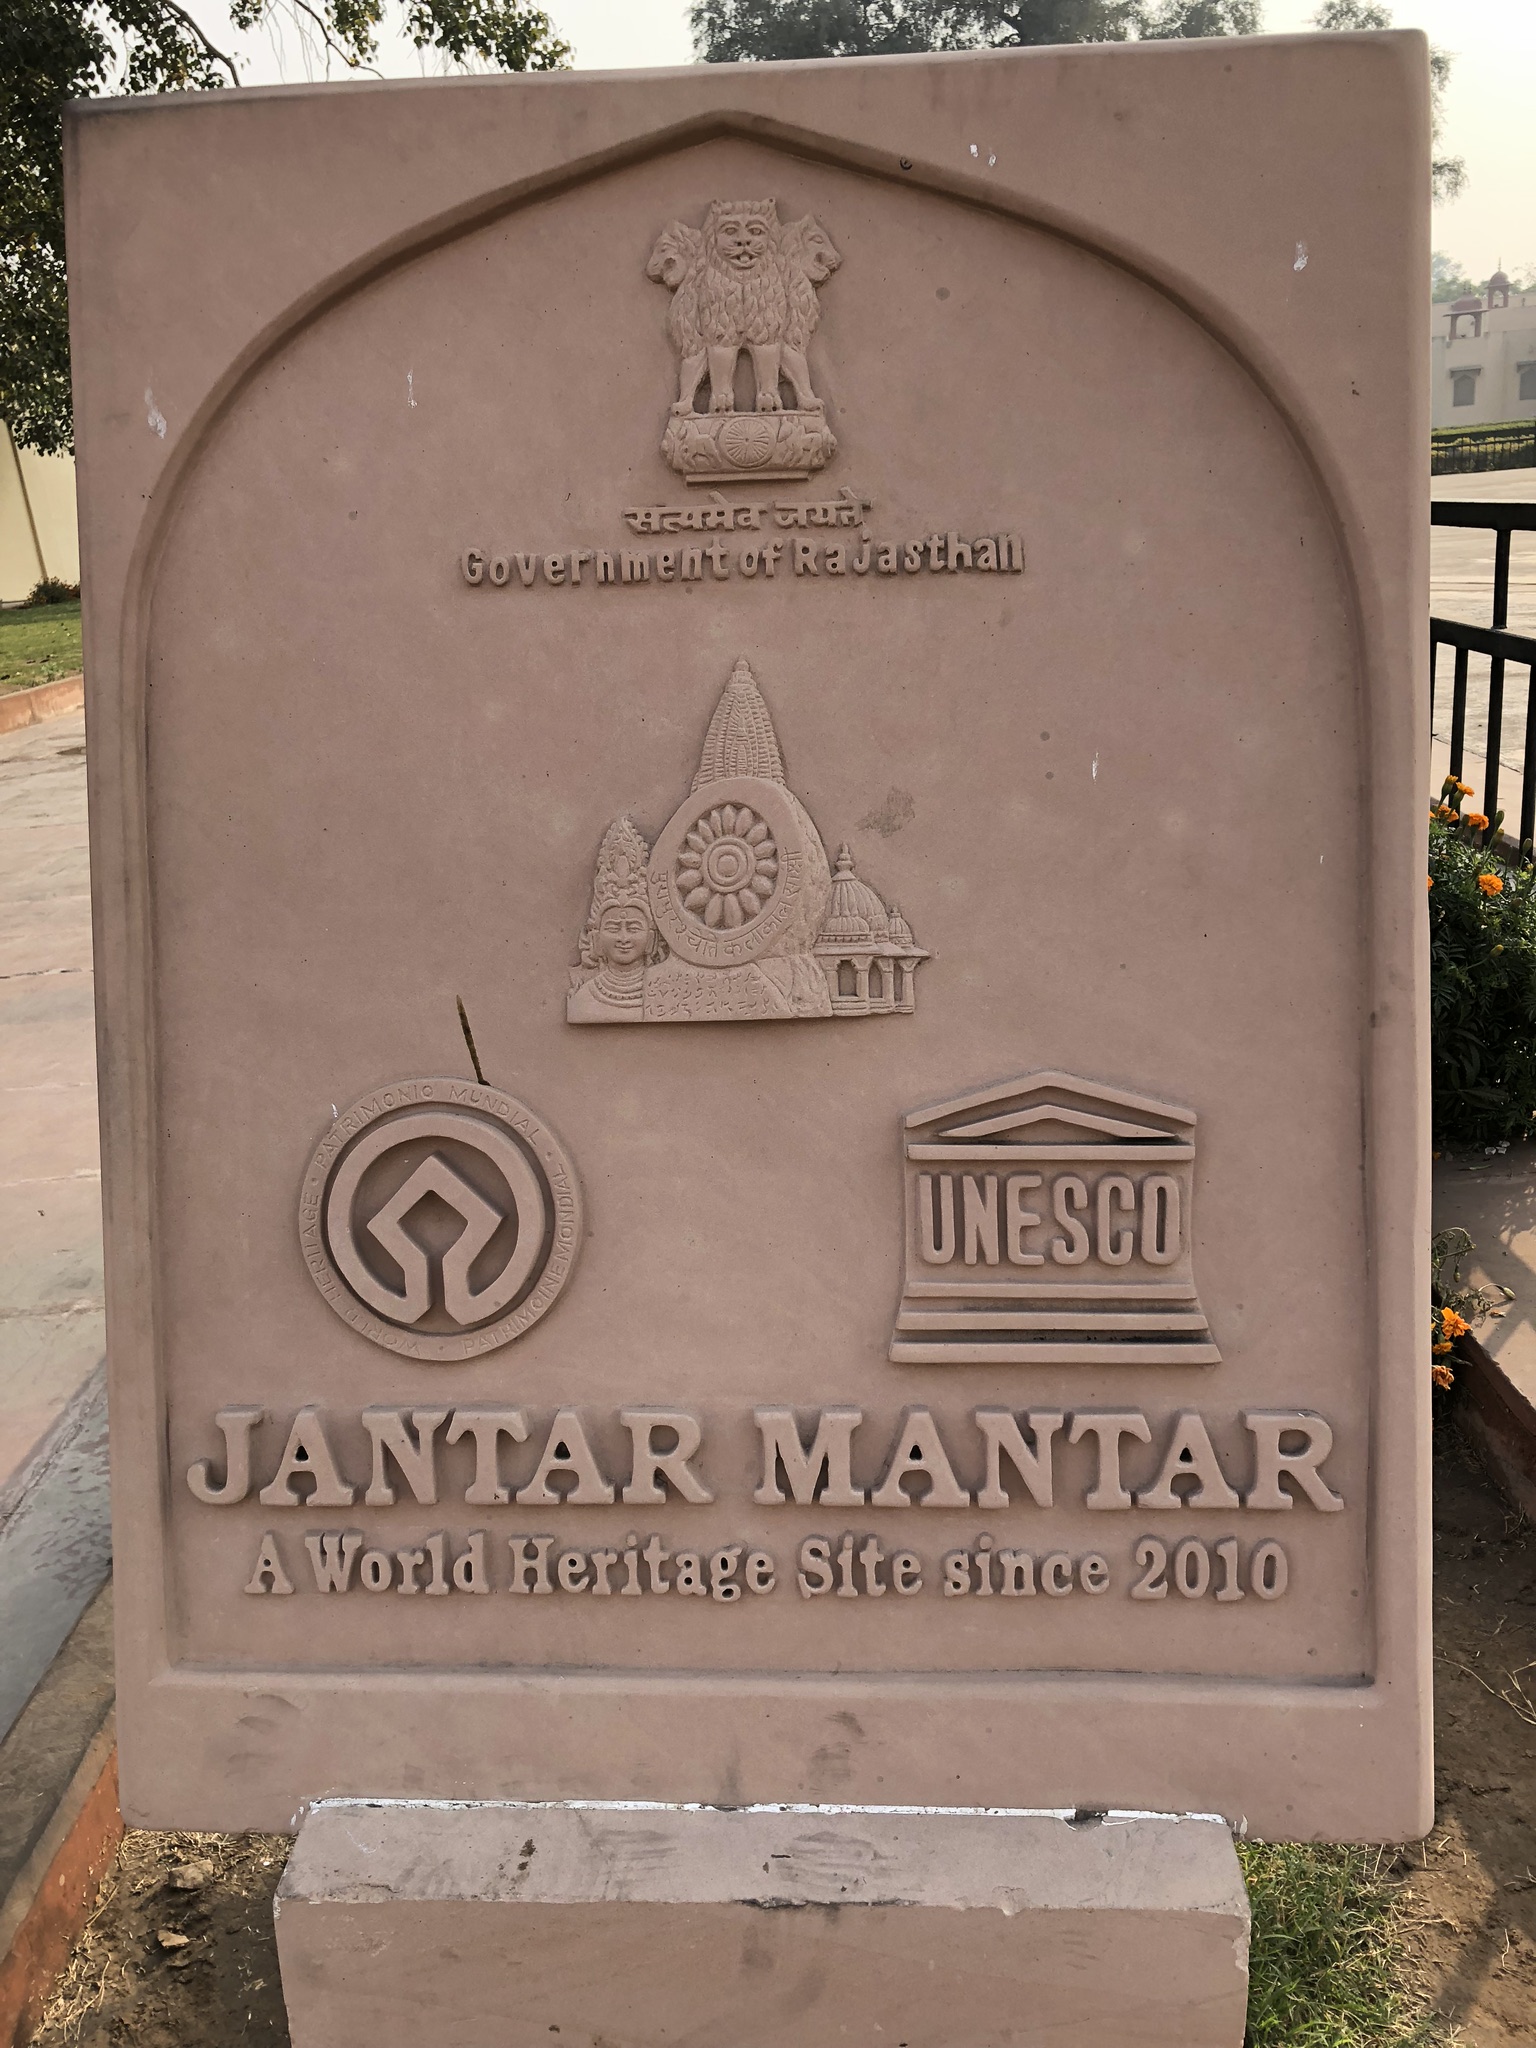 सत्यमेव जयते
Government of Rajasthan
WORLD HERITAGE • PATRIMONIO MUNDIAL • PATRIMOINE MONDIAL •
UNESCO
JANTAR MANTAR
A World Heritage Site since 2010